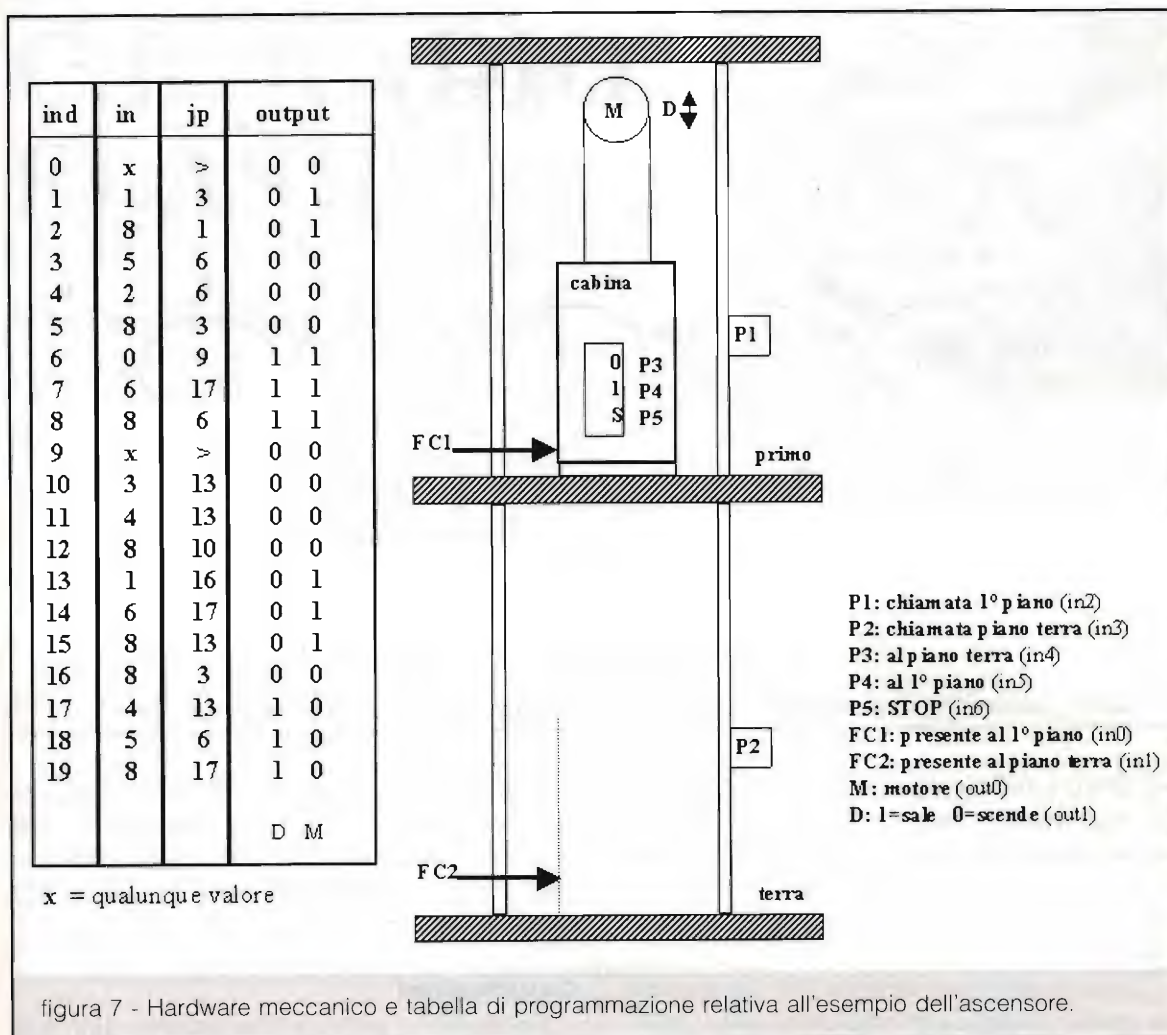 ind in jp output
0 x > 0 0
1 1 3 0 1
2 8 1 0 1
3 5 6 0 0
4 2 6 0 0
5 8 3 0 0
6 0 9 1 1
7 6 17 1 1
8 8 6 1 1
9 x > 0 0
10 3 13 0 0
11 4 13 0 0
12 8 10 0 0
13 1 16 0 1
14 6 17 0 1
15 8 13 0 1
16 8 3 0 0
17 4 13 1 0
18 5 6 1 0
19 8 17 1 0
D M
x = qualunque valore
M D
cabina
P1
0 P3
1 P4
S P5
FC1
primo
P2
FC2
terra
P1: chiamata 1° piano (in2)
P2: chiamata piano terra (in3)
P3: al piano terra (in4)
P4: al 1° piano (in5)
P5: STOP (in6)
FC1: presente al 1° piano (in0)
FC2: presente al piano terra (in1)
M: motore (out0)
D: 1=sale 0=scende (out1)
figura 7 - Hardware meccanico e tabella di programmazione relativa all'esempio dell'ascensore.